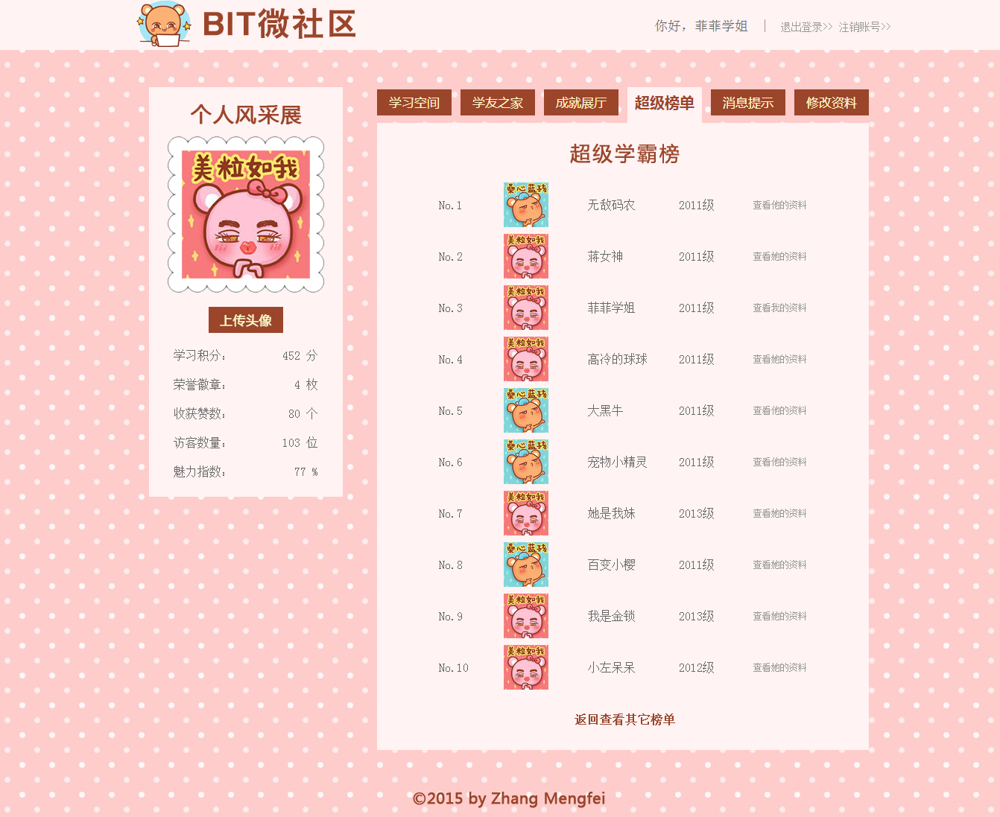 BIT微社区
你好，菲菲学姐 | 退出登录>> 注销账号>>
个人风采展
美粒如我
上传头像
学习积分： 452 分
荣誉徽章： 4 枚
收获赞数： 80 个
访客数量： 103 位
魅力指数： 77 %
学习空间 学友之家 成就展厅 超级榜单 消息提示 修改资料
超级学霸榜
桑心蓝孩
No.1 无敌码农 2011级 查看他的资料
美粒如我
No.2 蒋女神 2011级 查看她的资料
美粒如我
No.3 菲菲学姐 2011级 查看我的资料
美粒如我
No.4 高冷的球球 2011级 查看她的资料
桑心蓝孩
No.5 大黑牛 2011级 查看他的资料
桑心蓝孩
No.6 宠物小精灵 2011级 查看他的资料
美粒如我
No.7 她是我妹 2013级 查看她的资料
桑心蓝孩
No.8 百变小樱 2011级 查看她的资料
美粒如我
No.9 我是金锁 2013级 查看她的资料
美粒如我
No.10 小左呆呆 2012级 查看她的资料
返回查看其它榜单
©2015 by Zhang Mengfei